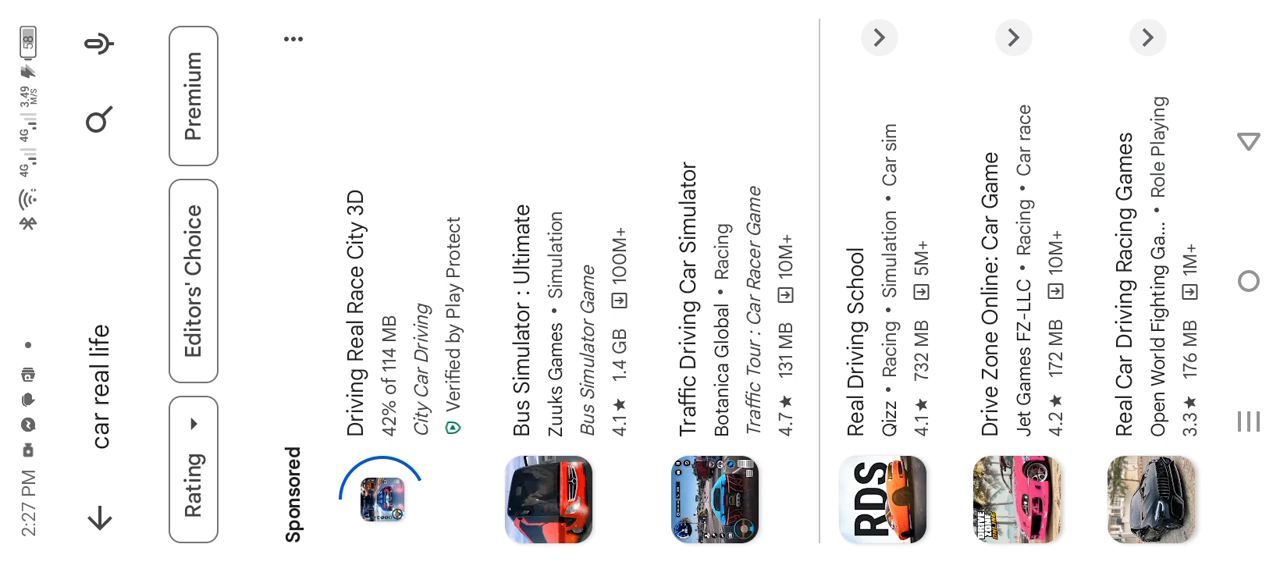 2:27 PM
4G 4G 3.49 M/S 58
car real life
Rating Editors' Choice Premium
Sponsored
Driving Real Race City 3D
42% of 114 MB
City Car Driving
Verified by Play Protect
Bus Simulator : Ultimate
Zuuks Games • Simulation
Bus Simulator Game
4.1★ 1.4 GB 100M+
Traffic Driving Car Simulator
Botanica Global • Racing
Traffic Tour : Car Racer Game
4.7★ 131 MB 10M+
RDS
Real Driving School
Qizz • Racing • Simulation • Car sim
4.1★ 732 MB 5M+
DRIVE ZONE
Drive Zone Online: Car Game
Jet Games FZ-LLC • Racing • Car race
4.2★ 172 MB 10M+
Real Car Driving Racing Games
Open World Fighting Ga... • Role Playing
3.3★ 176 MB 1M+